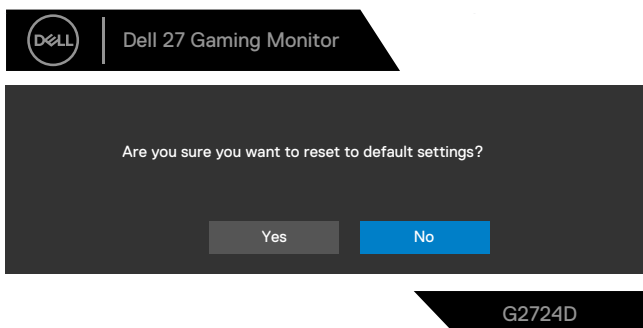 DELL
Dell 27 Gaming Monitor
Are you sure you want to reset to default settings?
Yes
No
G2724D